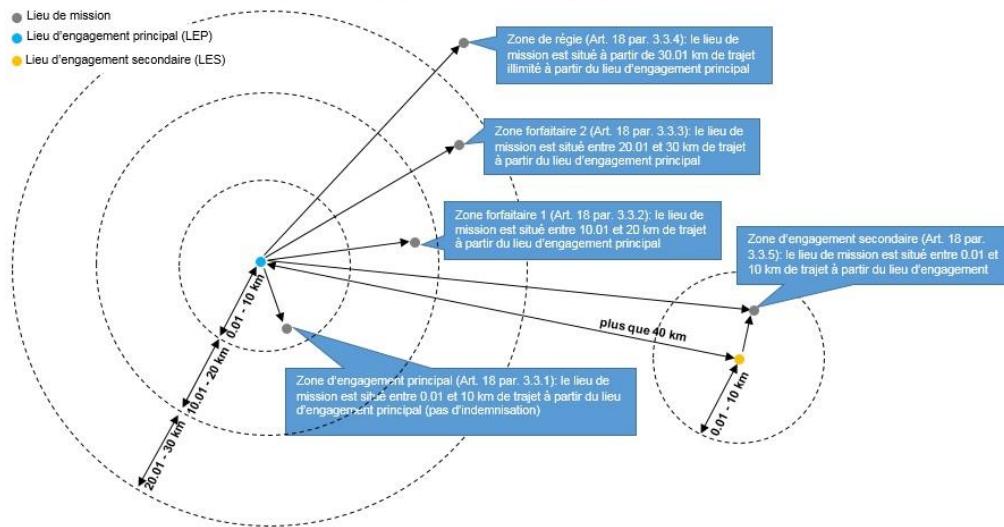 Lieu de mission
Lieu d'engagement principal (LEP)
Lieu d'engagement secondaire (LES)
Zone de régie (Art. 18 par. 3.3.4): le lieu de
mission est situé à partir de 30.01 km de trajet
illimité à partir du lieu d'engagement principal
Zone forfaitaire 2 (Art. 18 par. 3.3.3): le lieu de
mission est situé entre 20.01 et 30 km de trajet
à partir du lieu d'engagement principal
Zone forfaitaire 1 (Art. 18 par. 3.3.2): le lieu de
mission est situé entre 10.01 et 20 km de trajet
à partir du lieu d'engagement principal
Zone d'engagement secondaire (Art. 18 par.
3.3.5): le lieu de mission est situé entre 0.01 et
10 km de trajet à partir du lieu d'engagement
plus que 40 km
0.01 - 10 km
10.01 - 20 km
20.01 - 30 km
Zone d'engagement principal (Art. 18 par. 3.3.1): le lieu de
mission est situé entre 0.01 et 10 km de trajet à partir du lieu
d'engagement principal (pas d'indemnisation)
0.01 - 10 km